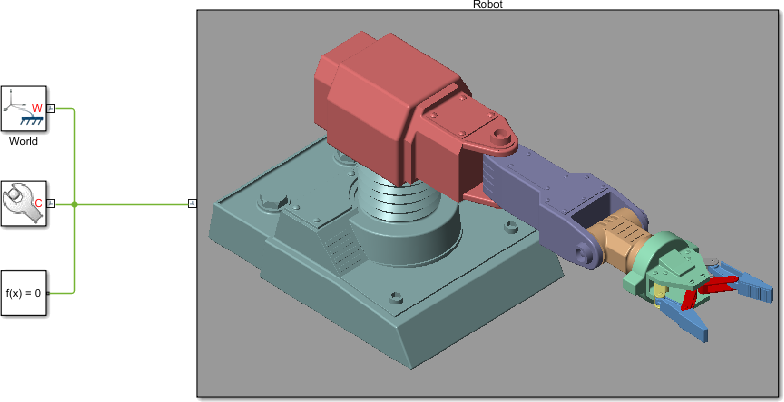 Robot
W
World
C
f(x) = 0